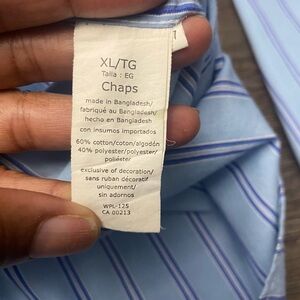 XL/TG
Talla : EG
Chaps
made in Bangladesh/
fabriqué au Bangladesh/
hecho en Bangladesh
con insumos importados
60% cotton/coton/algodón
40% polyester/polyester/
poliéster
exclusive of decoration/
sans ruban décoratif
uniquement/
sin adornos
WPL-125
CA 00213